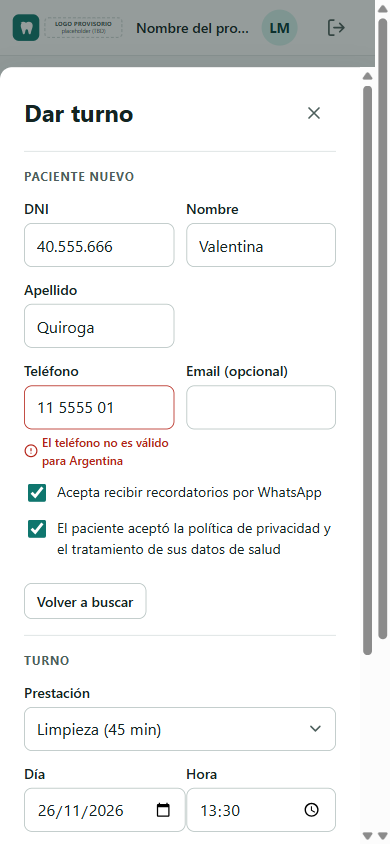 LOGO PROVISORIO
placeholder (TBD)
Nombre del pro...
LM
Dar turno
PACIENTE NUEVO
DNI
Nombre
40.555.666
Valentina
Apellido
Quiroga
Teléfono
Email (opcional)
11 5555 01
El teléfono no es válido
para Argentina
Acepta recibir recordatorios por WhatsApp
El paciente aceptó la política de privacidad y
el tratamiento de sus datos de salud
Volver a buscar
TURNO
Prestación
Limpieza (45 min)
Día
Hora
26/11/2026
13:30